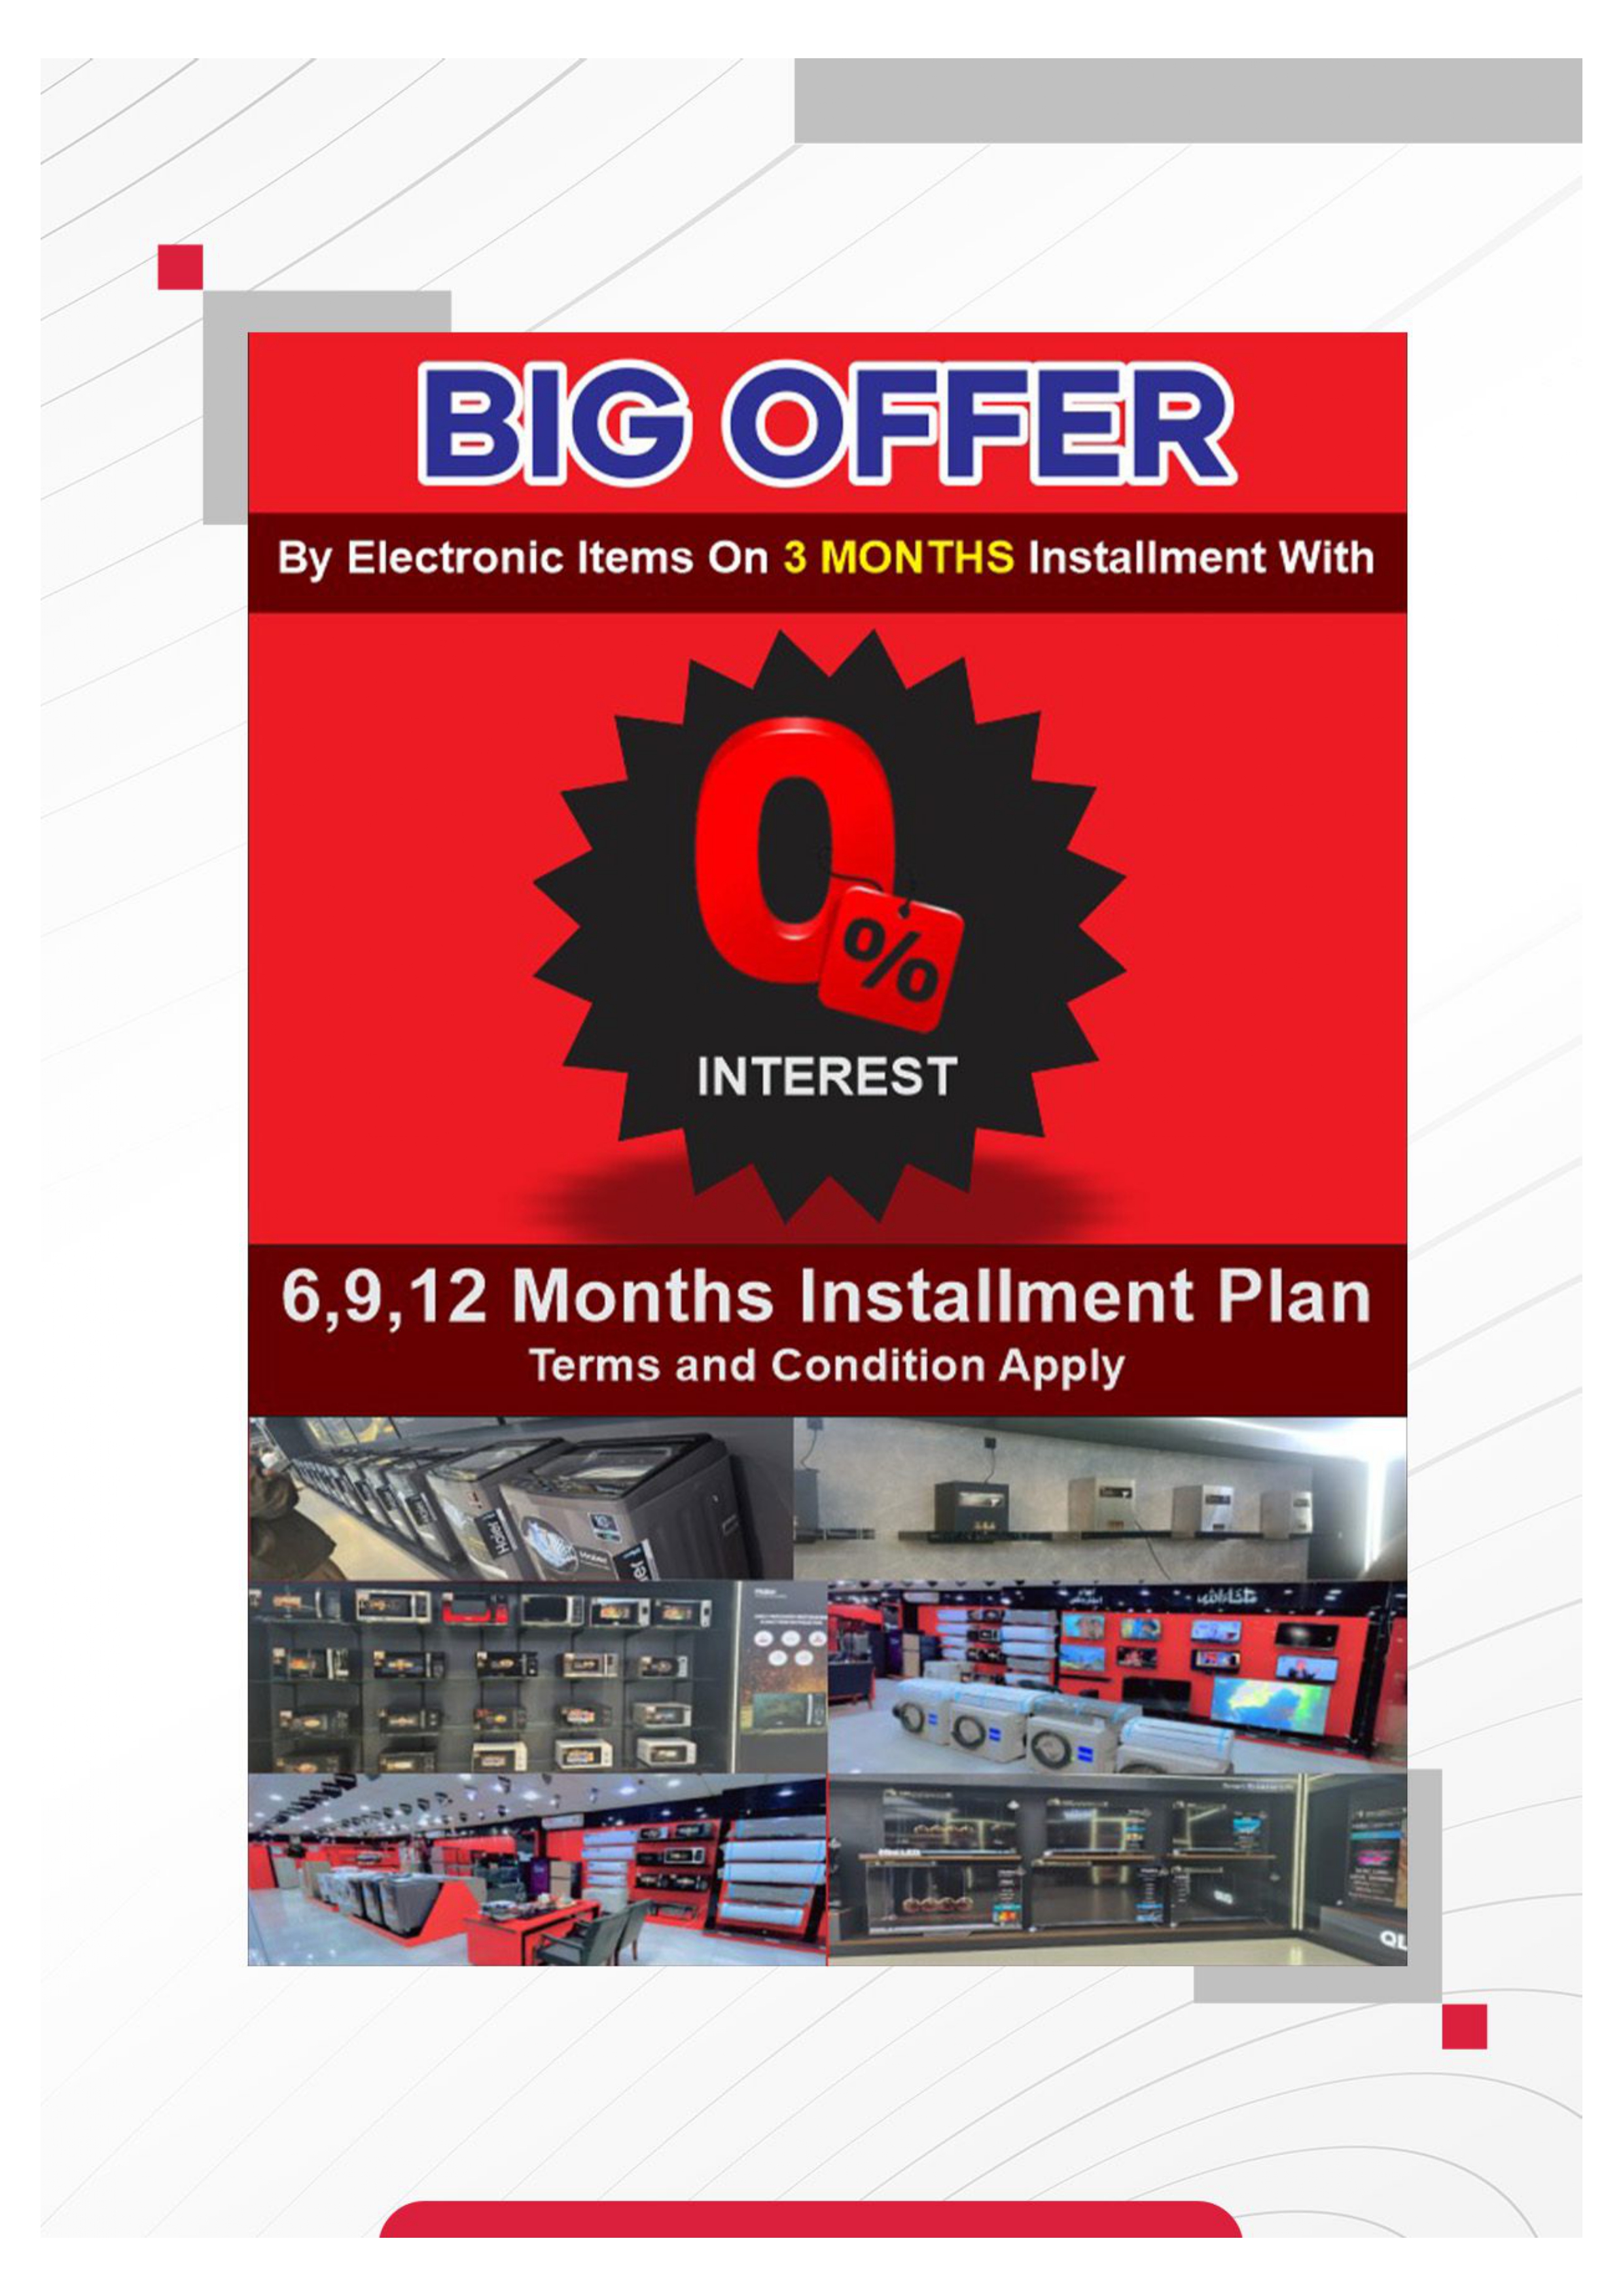 BIG OFFER
By Electronic Items On 3 MONTHS Installment With
0%
INTEREST
6,9,12 Months Installment Plan
Terms and Condition Apply
Haier